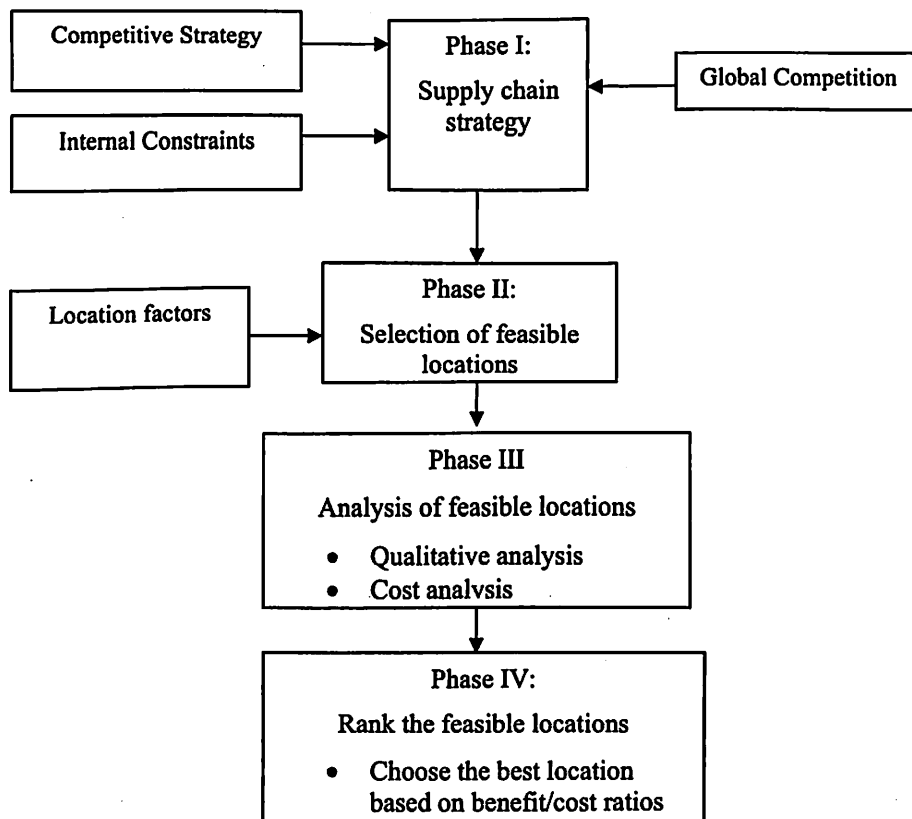 Competitive Strategy
Phase I:
Supply chain
strategy
Global Competition
Internal Constraints
Phase II:
Selection of feasible
locations
Location factors
Phase III
Analysis of feasible locations
• Qualitative analysis
• Cost analysis
Phase IV:
Rank the feasible locations
• Choose the best location
based on benefit/cost ratios